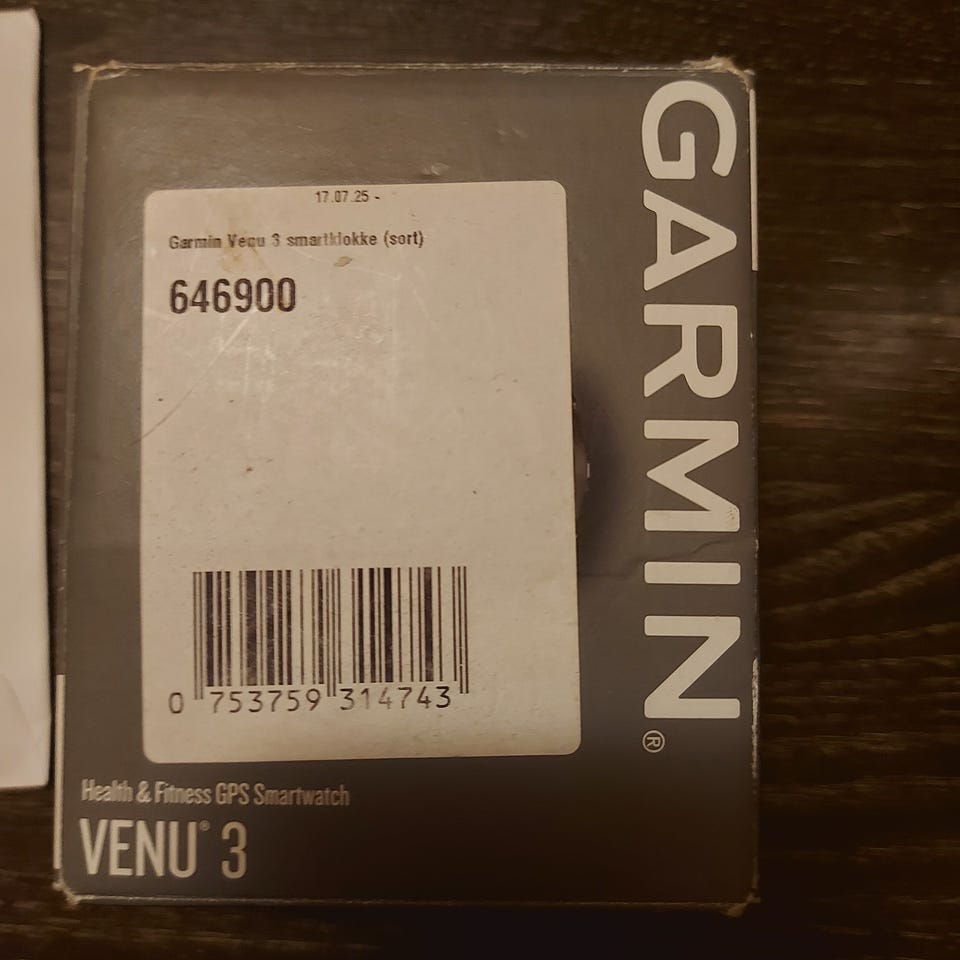 17.07.25 -
Garmin Venu 3 smartklokke (sort)
646900
0 753759 314743
Health & Fitness GPS Smartwatch
VENU® 3
GARMIN®